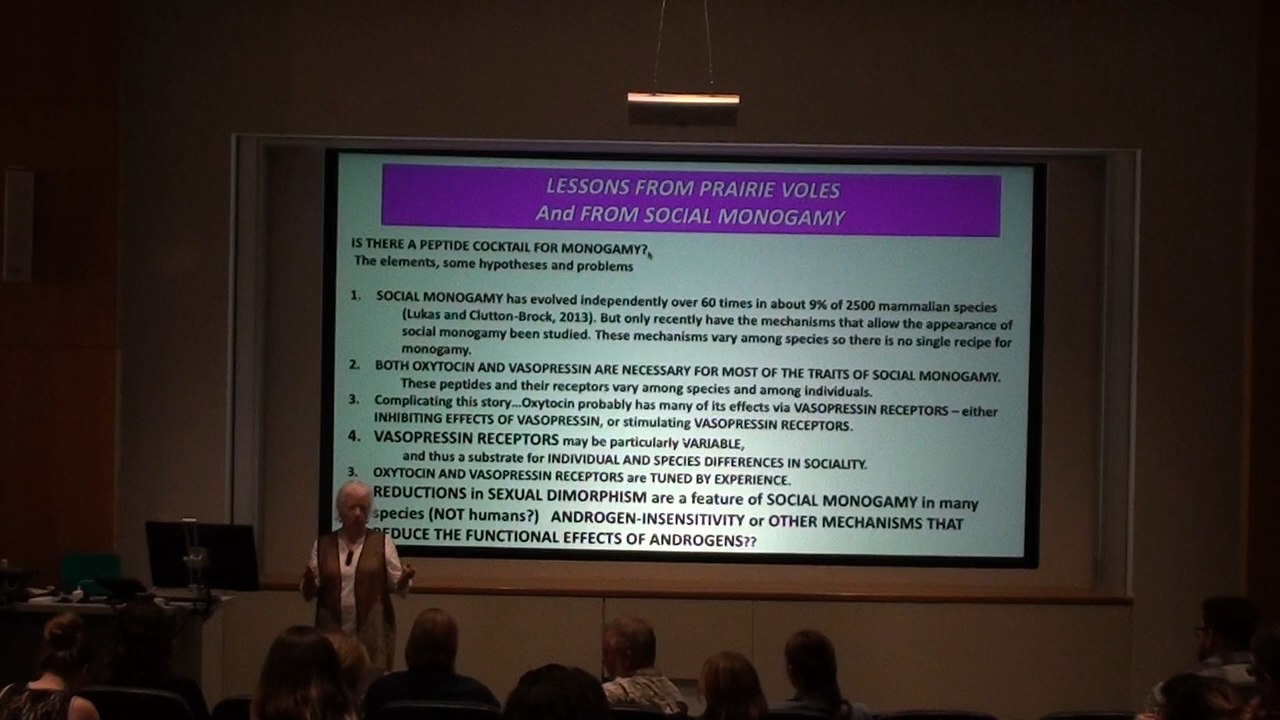 LESSONS FROM PRAIRIE VOLES
And FROM SOCIAL MONOGAMY
IS THERE A PEPTIDE COCKTAIL FOR MONOGAMY?,
The elements, some hypotheses and problems
1. SOCIAL MONOGAMY has evolved independently over 60 times in about 9% of 2500 mammalian species
(Lukas and Clutton-Brock, 2013). But only recently have the mechanisms that allow the appearance of
social monogamy been studied. These mechanisms vary among species so there is no single recipe for
monogamy.
2. BOTH OXYTOCIN AND VASOPRESSIN ARE NECESSARY FOR MOST OF THE TRAITS OF SOCIAL MONOGAMY.
These peptides and their receptors vary among species and among individuals.
3. Complicating this story...Oxytocin probably has many of its effects via VASOPRESSIN RECEPTORS – either
INHIBITING EFFECTS OF VASOPRESSIN, or stimulating VASOPRESSIN RECEPTORS.
4. VASOPRESSIN RECEPTORS may be particularly VARIABLE,
and thus a substrate for INDIVIDUAL AND SPECIES DIFFERENCES IN SOCIALITY.
3. OXYTOCIN AND VASOPRESSIN RECEPTORS are TUNED BY EXPERIENCE.
REDUCTIONS in SEXUAL DIMORPHISM are a feature of SOCIAL MONOGAMY in many
species (NOT humans?) ANDROGEN-INSENSITIVITY or OTHER MECHANISMS THAT
REDUCE THE FUNCTIONAL EFFECTS OF ANDROGENS??